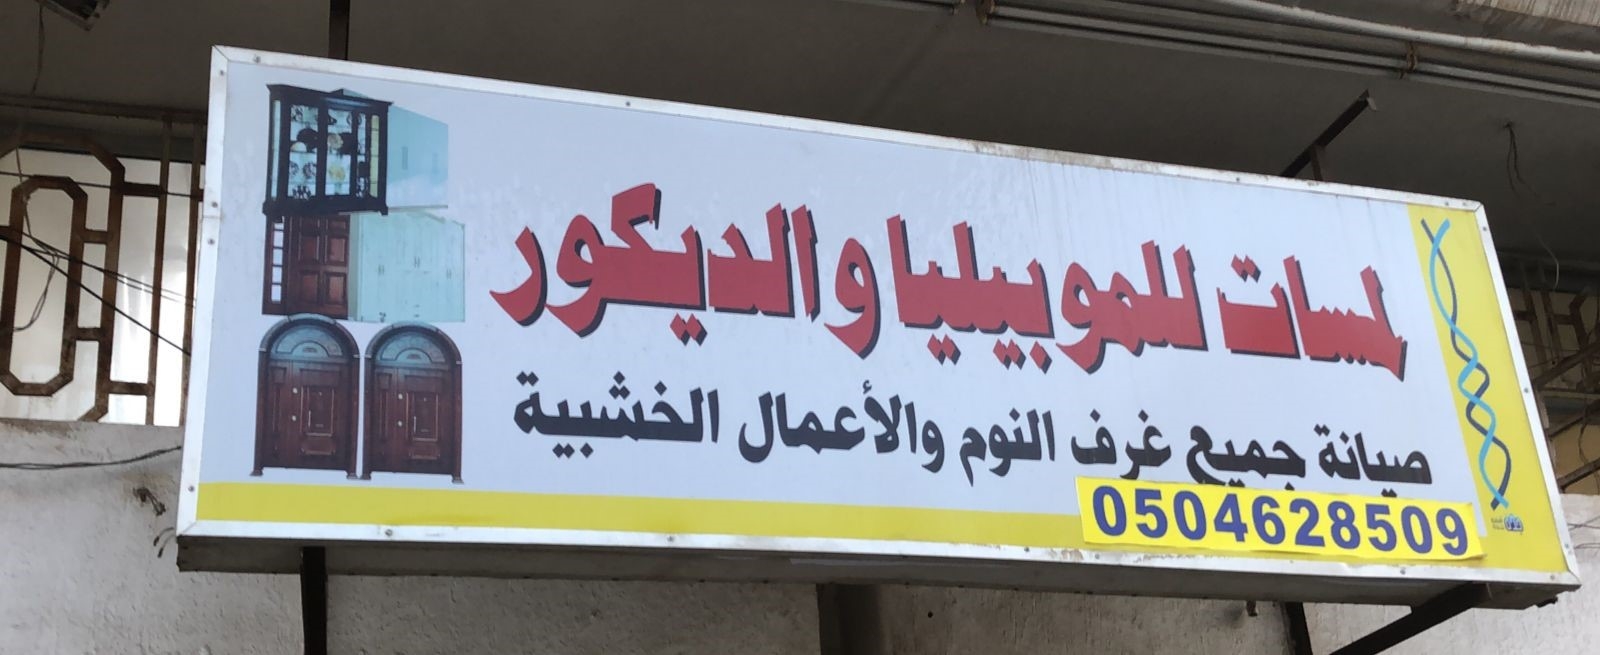 لمسات للموبيليا والديكور
صيانة جميع غرف النوم والأعمال الخشبية
0504628509